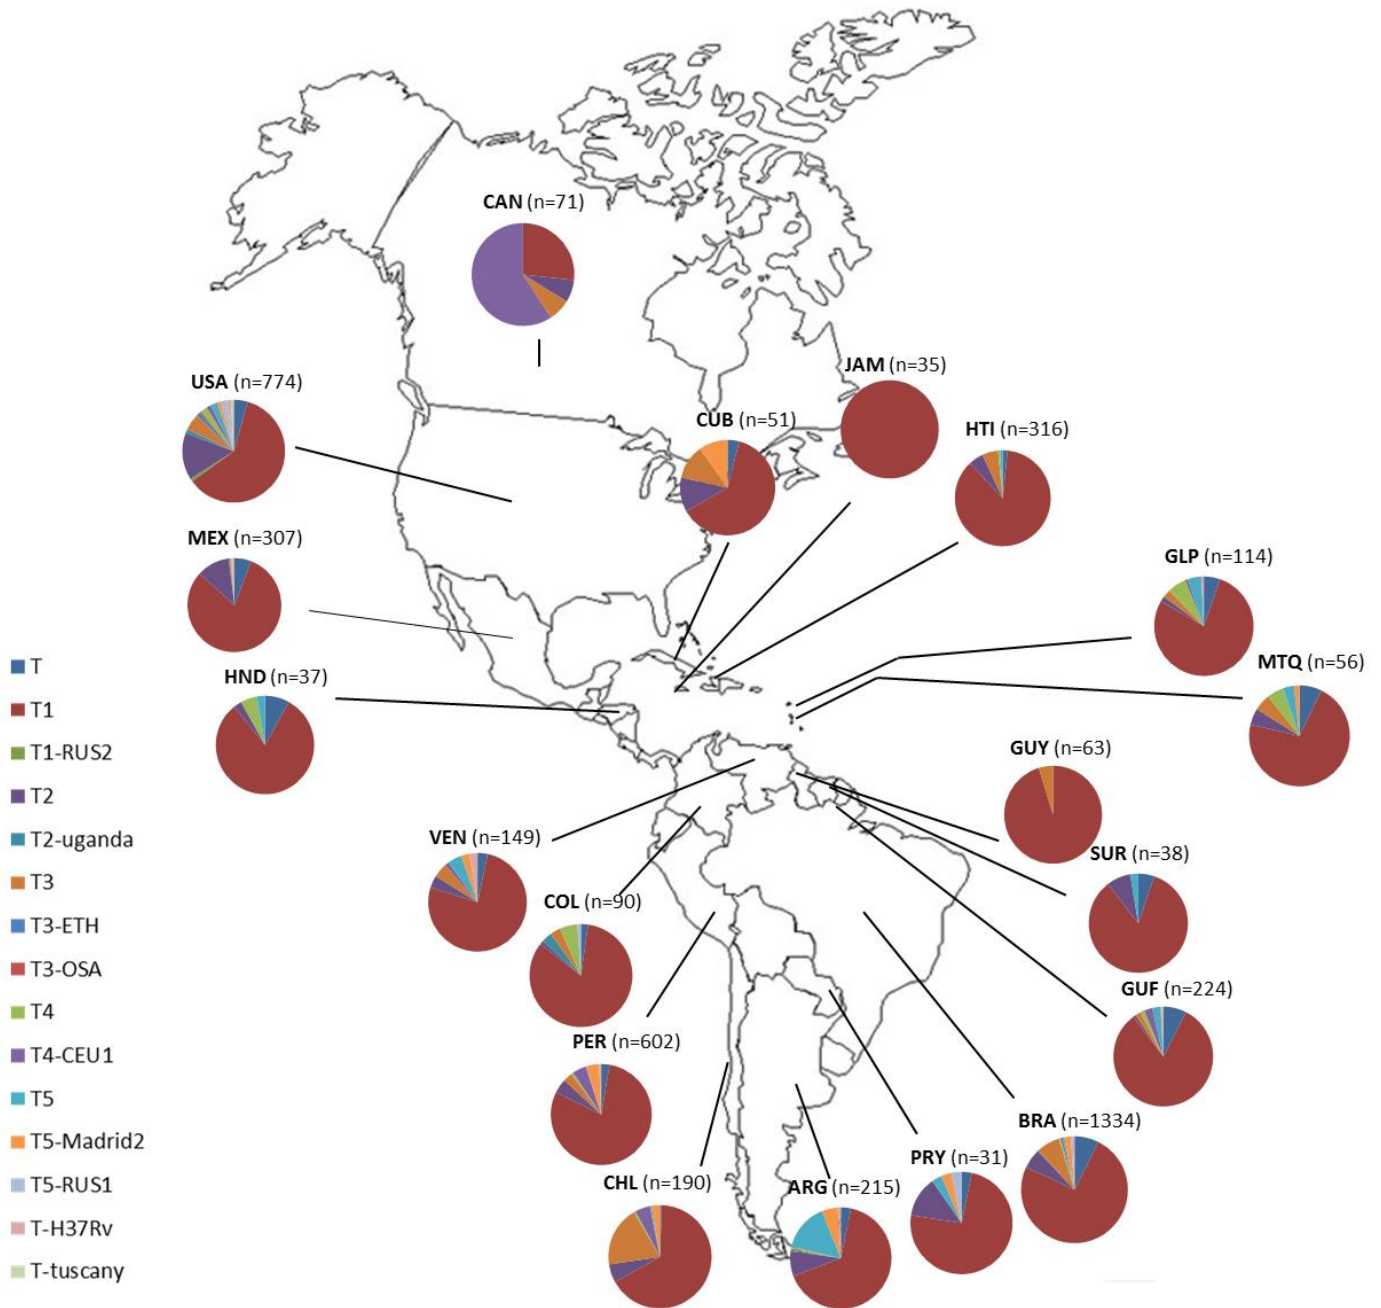 CAN (n=71)
JAM (n=35)
USA (n=774)
CUB (n=51)
HTI (n=316)
MEX (n=307)
GLP (n=114)
MTQ (n=56)
HND (n=37)
GUY (n=63)
VEN (n=149)
SUR (n=38)
COL (n=90)
GUF (n=224)
PER (n=602)
BRA (n=1334)
PRY (n=31)
CHL (n=190)
ARG (n=215)
T
T1
T1-RUS2
T2
T2-uganda
T3
T3-ETH
T3-OSA
T4
T4-CEU1
T5
T5-Madrid2
T5-RUS1
T-H37Rv
T-tuscany